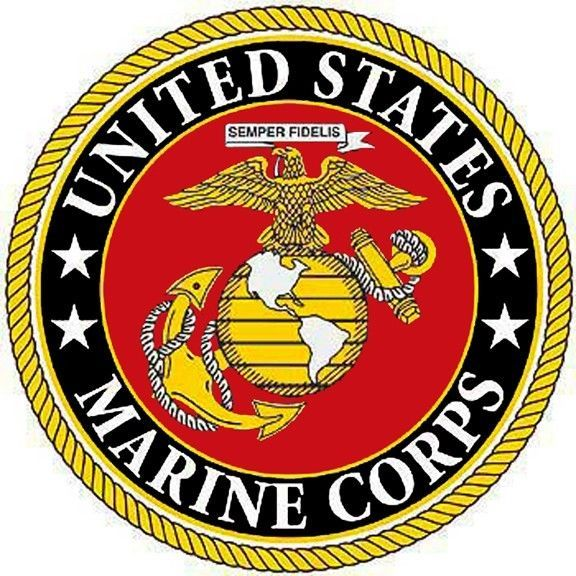 UNITED STATES
SEMPER FIDELIS
MARINE CORPS